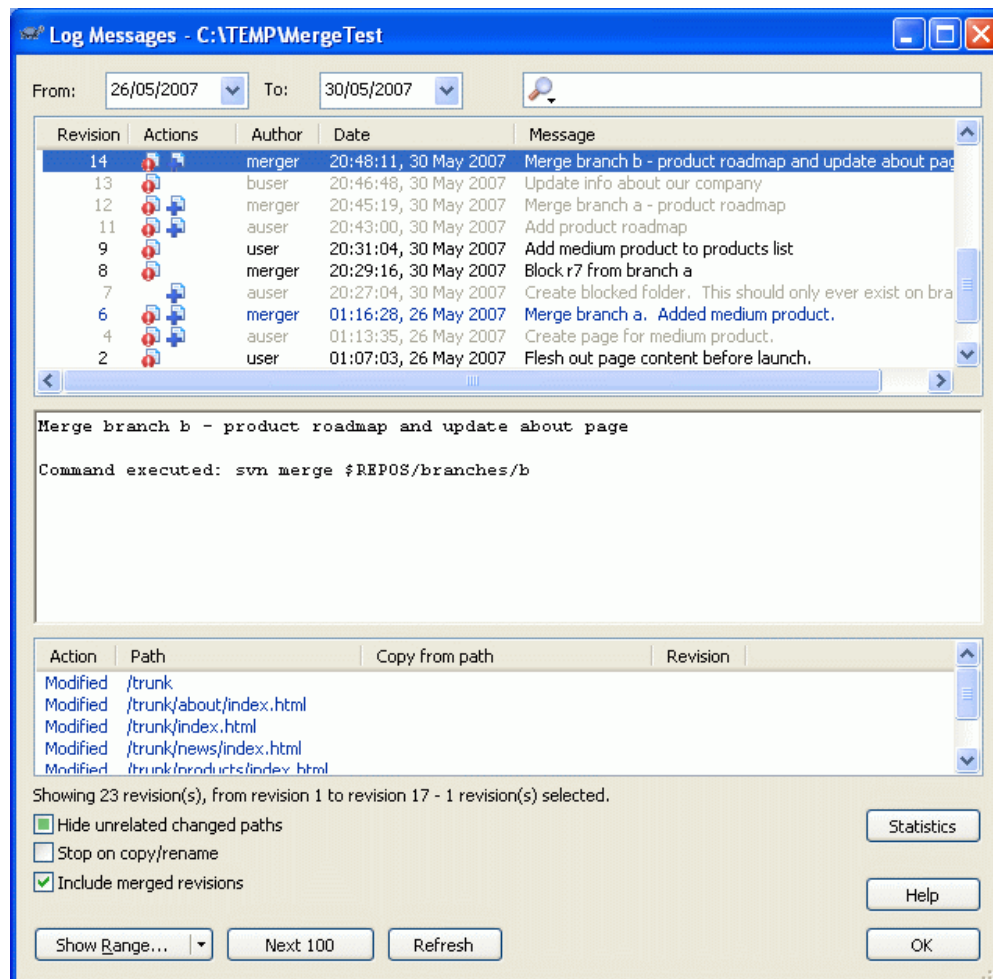 Log Messages - C:\TEMP\MergeTest
From: 26/05/2007 To: 30/05/2007
Revision Actions Author Date Message
14 merger 20:48:11, 30 May 2007 Merge branch b - product roadmap and update about pag
13 buser 20:46:48, 30 May 2007 Update info about our company
12 merger 20:45:19, 30 May 2007 Merge branch a - product roadmap
11 auser 20:43:00, 30 May 2007 Add product roadmap
9 user 20:31:04, 30 May 2007 Add medium product to products list
8 merger 20:29:16, 30 May 2007 Block r7 from branch a
7 auser 20:27:04, 30 May 2007 Create blocked folder. This should only ever exist on bra
6 merger 01:16:28, 26 May 2007 Merge branch a. Added medium product.
4 auser 01:13:35, 26 May 2007 Create page for medium product.
2 user 01:07:03, 26 May 2007 Flesh out page content before launch.
Merge branch b - product roadmap and update about page
Command executed: svn merge $REPOS/branches/b
Action Path Copy from path Revision
Modified /trunk
Modified /trunk/about/index.html
Modified /trunk/index.html
Modified /trunk/news/index.html
Modified /trunk/products/index.html
Showing 23 revision(s), from revision 1 to revision 17 - 1 revision(s) selected.
Hide unrelated changed paths Statistics
Stop on copy/rename
Include merged revisions
Help
Show Range... Next 100 Refresh OK